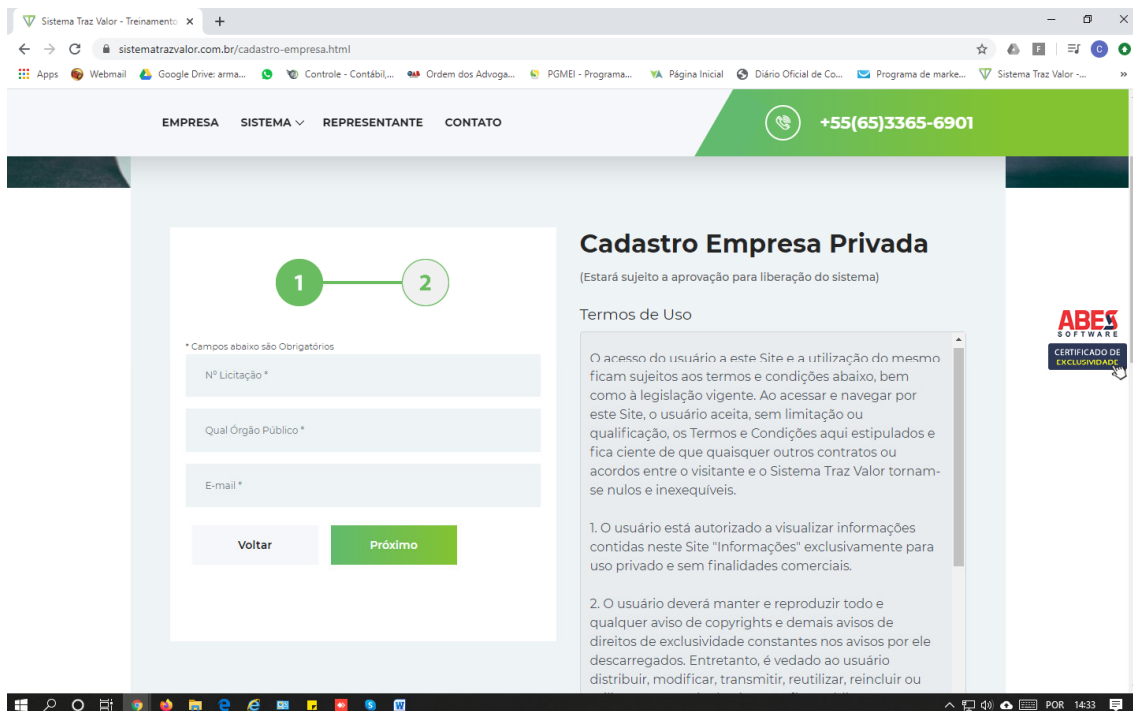 Sistema Traz Valor - Treinamento
sistematrazvalor.com.br/cadastro-empresa.html
Apps Webmail Google Drive: arma... Controle - Contábil,... Ordem dos Advoga... PGMEI - Programa... Página Inicial Diário Oficial de Co... Programa de marke... Sistema Traz Valor -... »
EMPRESA SISTEMA REPRESENTANTE CONTATO
+55(65)3365-6901
1 2
* Campos abaixo são Obrigatórios
Nº Licitação *
Qual Órgão Público *
E-mail *
Voltar Próximo
Cadastro Empresa Privada
(Estará sujeito a aprovação para liberação do sistema)
Termos de Uso
O acesso do usuário a este Site e a utilização do mesmo
ficam sujeitos aos termos e condições abaixo, bem
como à legislação vigente. Ao acessar e navegar por
este Site, o usuário aceita, sem limitação ou
qualificação, os Termos e Condições aqui estipulados e
fica ciente de que quaisquer outros contratos ou
acordos entre o visitante e o Sistema Traz Valor tornam-
se nulos e inexequíveis.
1. O usuário está autorizado a visualizar informações
contidas neste Site "Informações" exclusivamente para
uso privado e sem finalidades comerciais.
2. O usuário deverá manter e reproduzir todo e
qualquer aviso de copyrights e demais avisos de
direitos de exclusividade constantes nos avisos por ele
descarregados. Entretanto, é vedado ao usuário
distribuir, modificar, transmitir, reutilizar, reincluir ou
ABES
SOFTWARE
CERTIFICADO DE
EXCLUSIVIDADE
POR 14:33